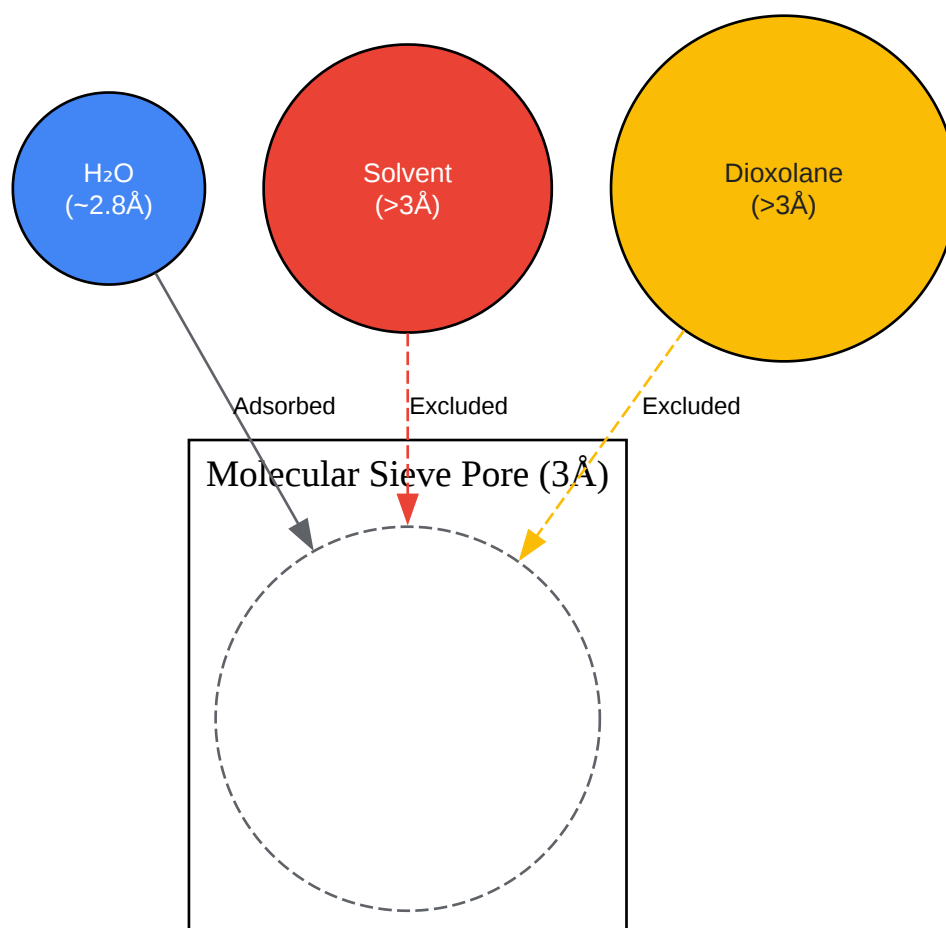 H₂O
(~2.8Å)
Solvent
(>3Å)
Dioxolane
(>3Å)
Adsorbed
Excluded
Excluded
Molecular Sieve Pore (3Å)